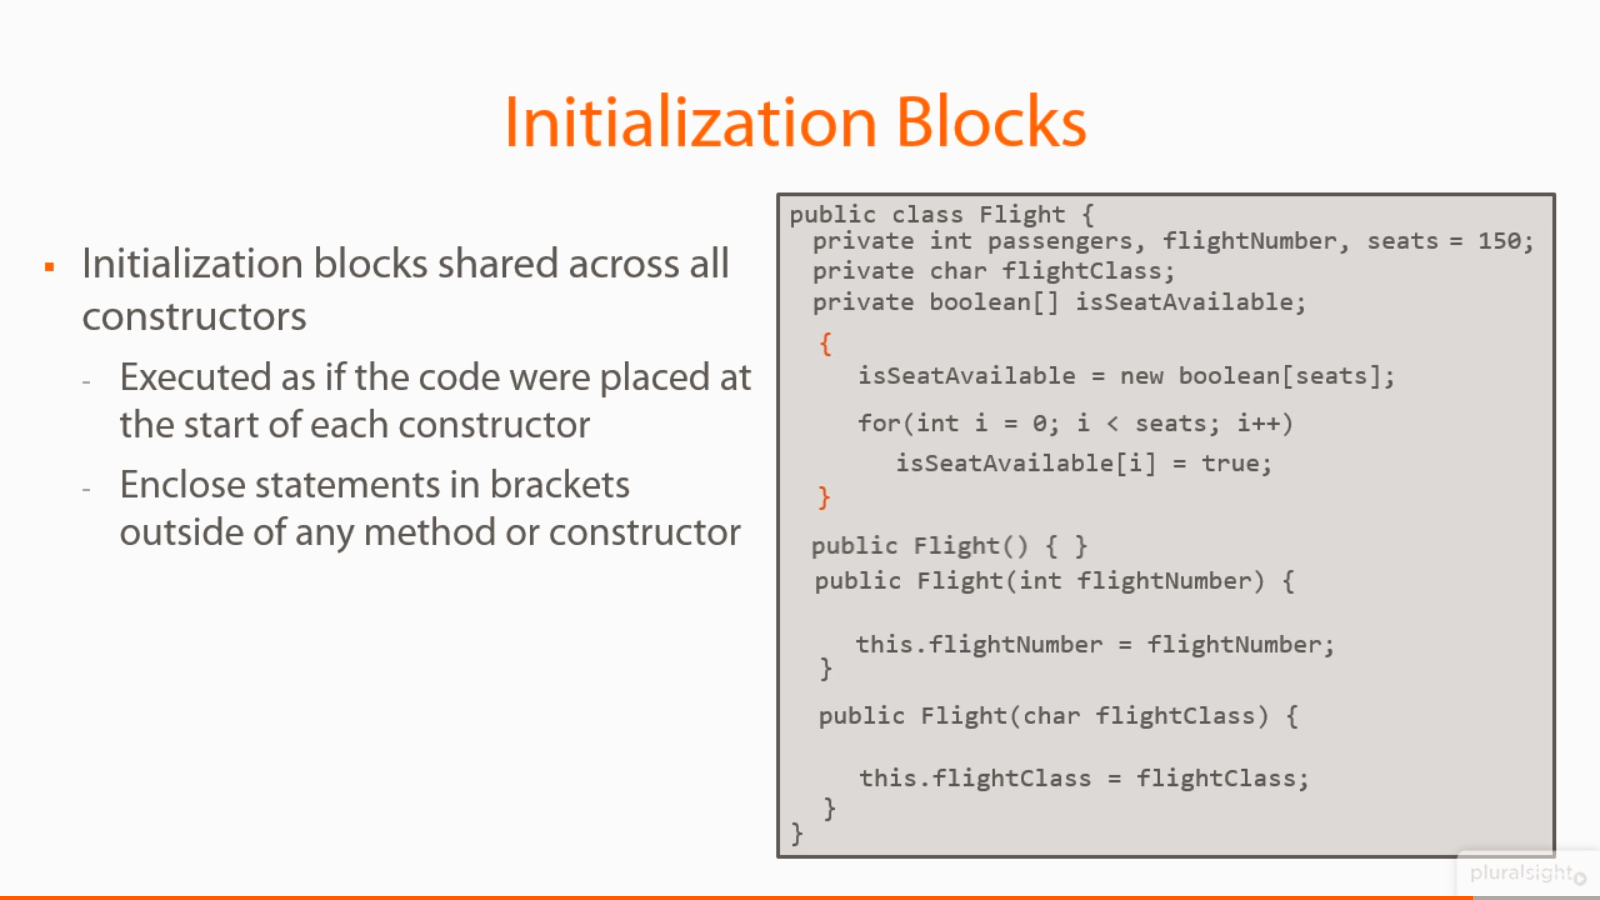 Initialization Blocks
Initialization blocks shared across all
constructors
- Executed as if the code were placed at
the start of each constructor
- Enclose statements in brackets
outside of any method or constructor
public class Flight {
private int passengers, flightNumber, seats = 150;
private char flightClass;
private boolean[] isSeatAvailable;
{
isSeatAvailable = new boolean[seats];
for(int i = 0; i < seats; i++)
isSeatAvailable[i] = true;
}
public Flight() { }
public Flight(int flightNumber) {
this.flightNumber = flightNumber;
}
public Flight(char flightClass) {
this.flightClass = flightClass;
}
}
pluralsight